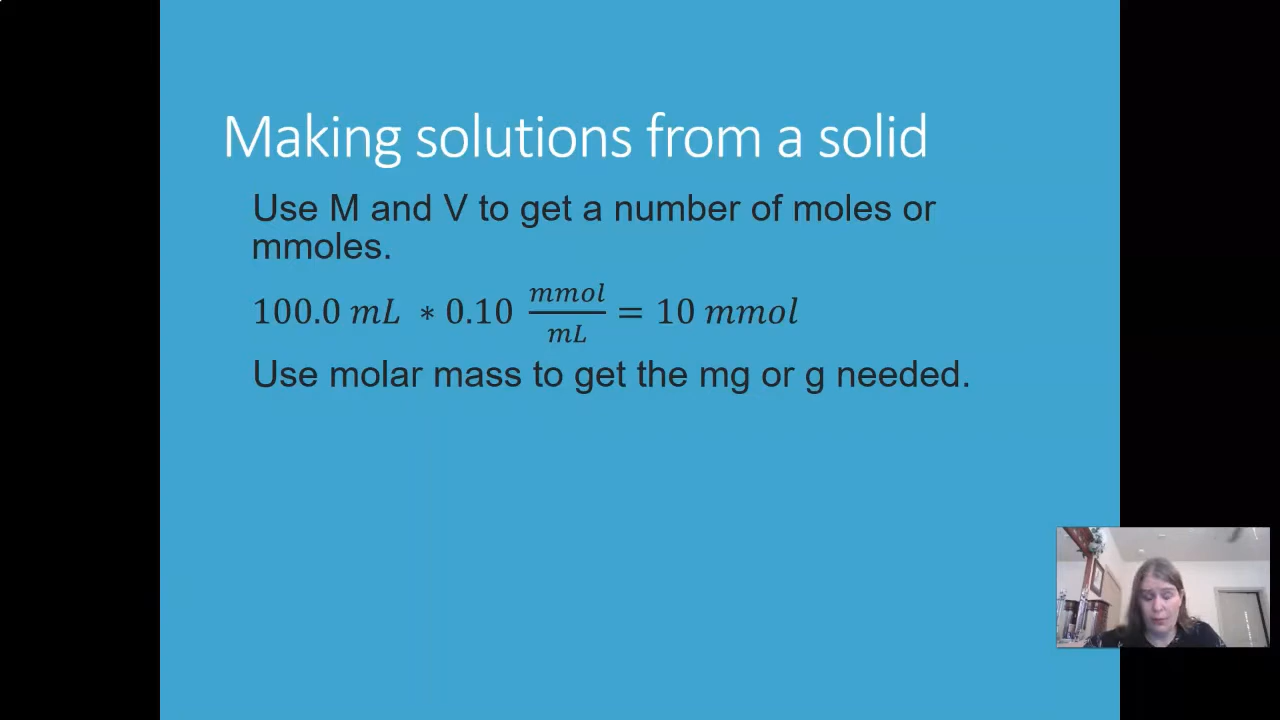 Making solutions from a solid
Use M and V to get a number of moles or
mmoles.
100.0 mL * 0.10 mmol/mL = 10 mmol
Use molar mass to get the mg or g needed.